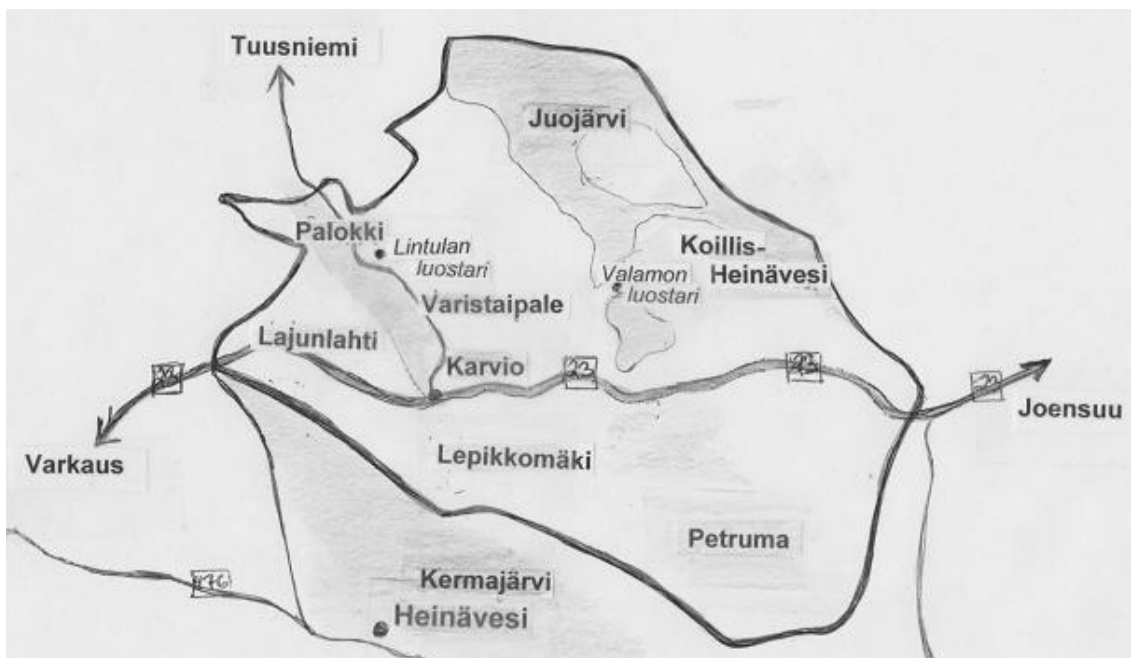 Tuusniemi
Juojärvi
Palokki
Lintulan
luostari
Koillis-
Heinävesi
Valamon
luostari
Varistaipale
Lajunlahti
Karvio
23
23
23
23
Joensuu
Varkaus
Lepikkomäki
Petruma
476
Kermajärvi
Heinävesi